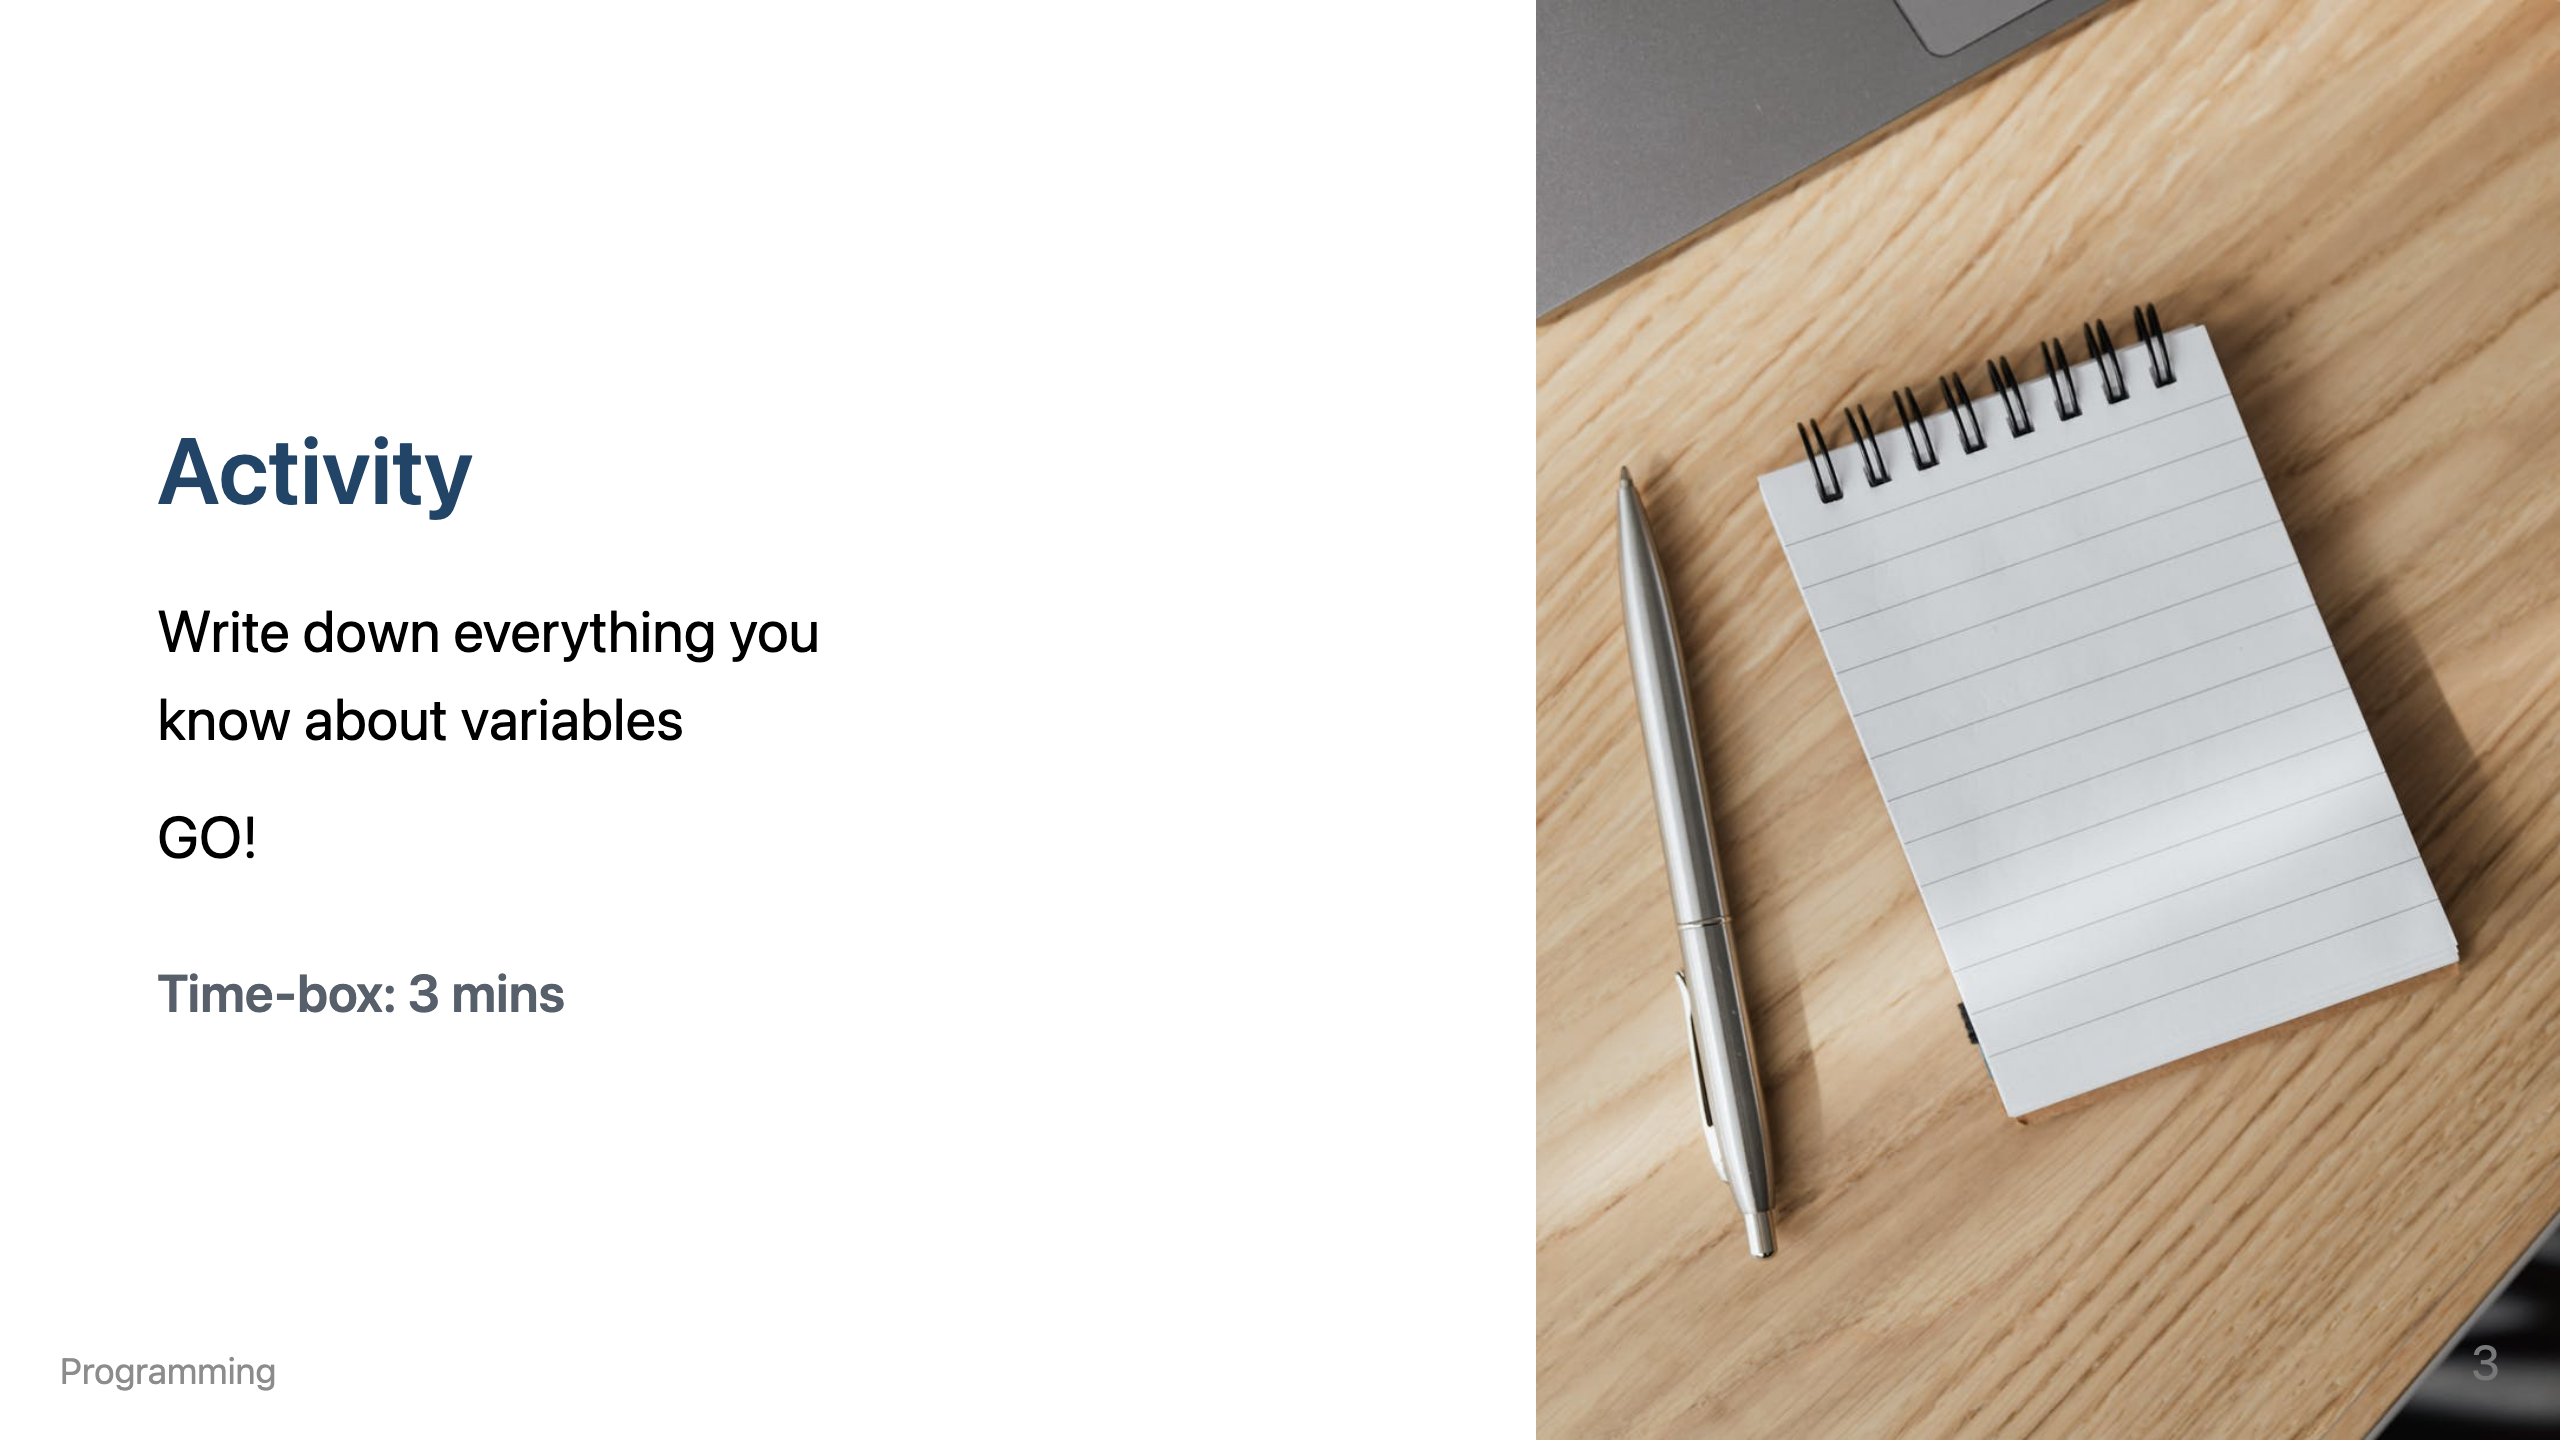 Activity
Write down everything you
know about variables
GO!
Time-box: 3 mins
Programming
3